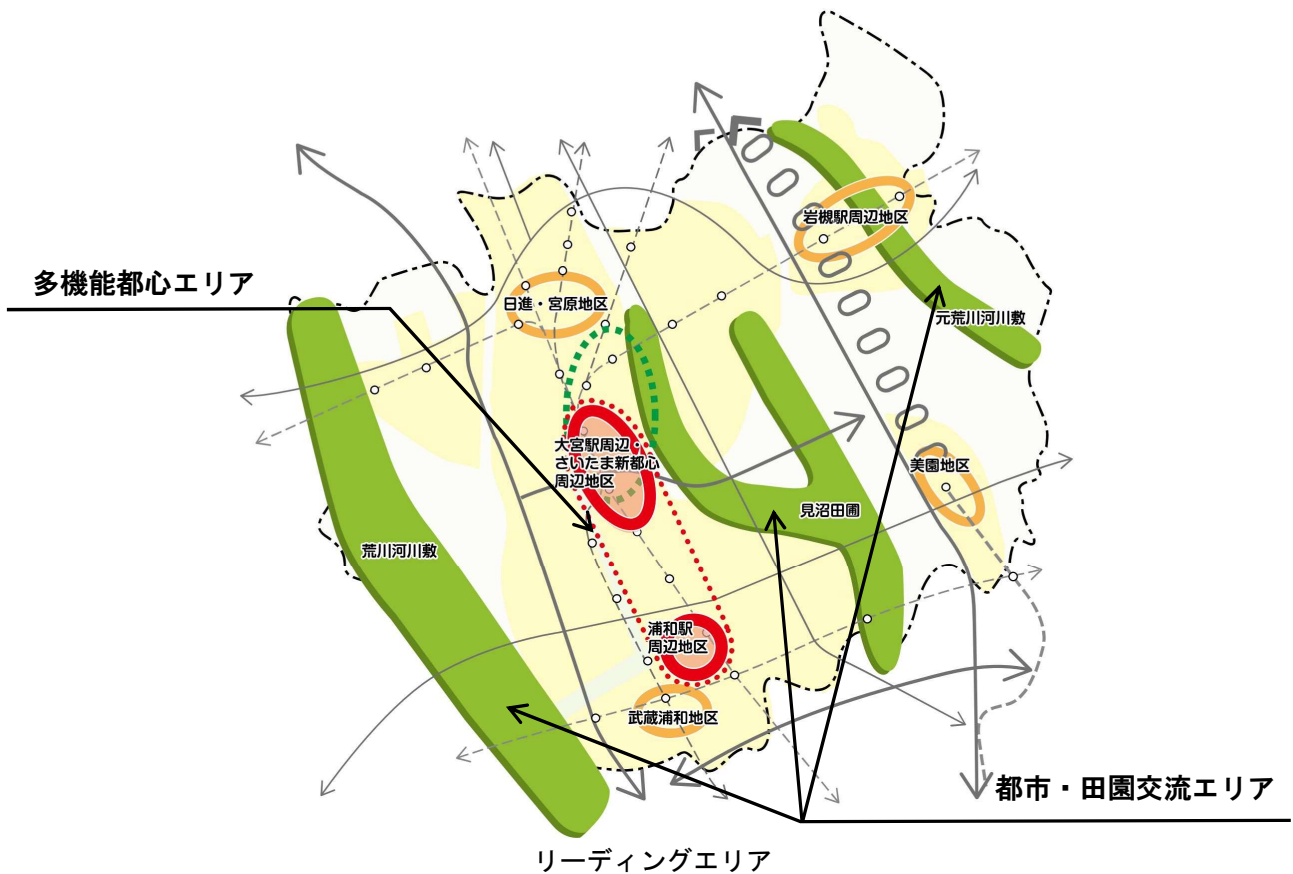 岩槻駅周辺地区
多機能都心エリア
日進・宮原地区
元荒川河川敷
大宮駅周辺・
さいたま新都心
周辺地区
美園地区
見沼田圃
荒川河川敷
浦和駅
周辺地区
武蔵浦和地区
都市・田園交流エリア
リーディングエリア